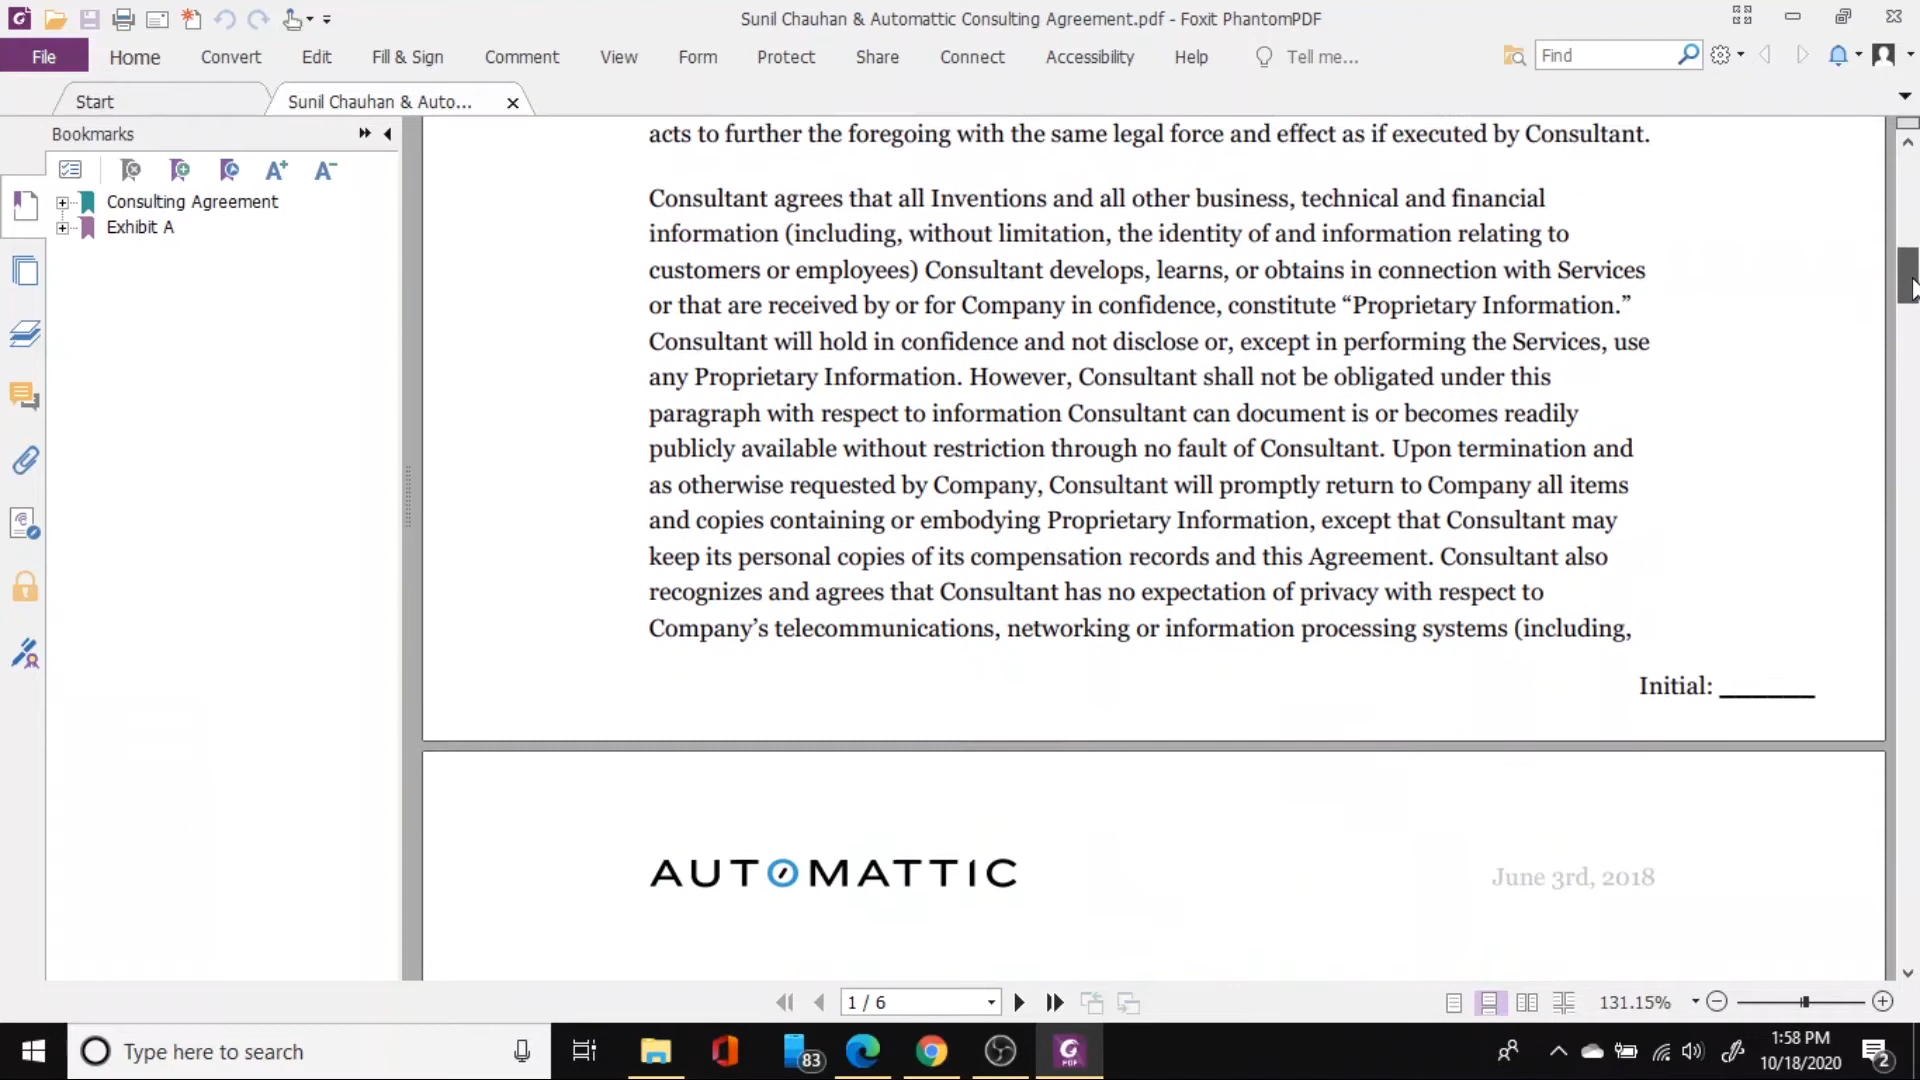 Sunil Chauhan & Automattic Consulting Agreement.pdf - Foxit PhantomPDF
File Home Convert Edit Fill & Sign Comment View Form Protect Share Connect Accessibility Help Tell me... Find
Start Sunil Chauhan & Auto...
Bookmarks
A+ A-
Consulting Agreement
Exhibit A
acts to further the foregoing with the same legal force and effect as if executed by Consultant.
Consultant agrees that all Inventions and all other business, technical and financial
information (including, without limitation, the identity of and information relating to
customers or employees) Consultant develops, learns, or obtains in connection with Services
or that are received by or for Company in confidence, constitute “Proprietary Information.”
Consultant will hold in confidence and not disclose or, except in performing the Services, use
any Proprietary Information. However, Consultant shall not be obligated under this
paragraph with respect to information Consultant can document is or becomes readily
publicly available without restriction through no fault of Consultant. Upon termination and
as otherwise requested by Company, Consultant will promptly return to Company all items
and copies containing or embodying Proprietary Information, except that Consultant may
keep its personal copies of its compensation records and this Agreement. Consultant also
recognizes and agrees that Consultant has no expectation of privacy with respect to
Company’s telecommunications, networking or information processing systems (including,
Initial: _______
AUTOMATTIC
June 3rd, 2018
1 / 6
131.15%
Type here to search
83
G
PDF
1:58 PM
10/18/2020
2